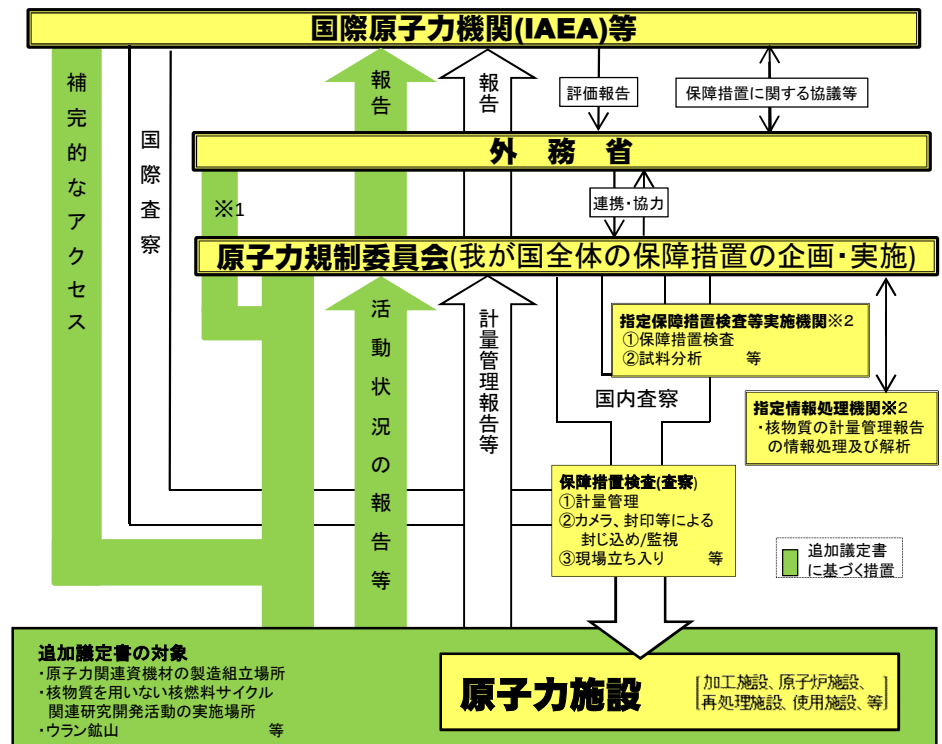 国際原子力機関(IAEA)等
補完的なアクセス
国際査察
報告
報告
評価報告
保障措置に関する協議等
外 務 省
※1
連携・協力
原子力規制委員会(我が国全体の保障措置の企画・実施)
活動状況の報告等
計量管理報告等
指定保障措置検査等実施機関※2
①保障措置検査
②試料分析 等
国内査察
指定情報処理機関※2
・核物質の計量管理報告
の情報処理及び解析
保障措置検査(査察)
①計量管理
②カメラ、封印等による
封じ込め/監視
③現場立ち入り 等
追加議定書
に基づく措置
追加議定書の対象
・原子力関連資機材の製造組立場所
・核物質を用いない核燃料サイクル
関連研究開発活動の実施場所
・ウラン鉱山 等
原子力施設
加工施設、原子炉施設、
再処理施設、使用施設、等